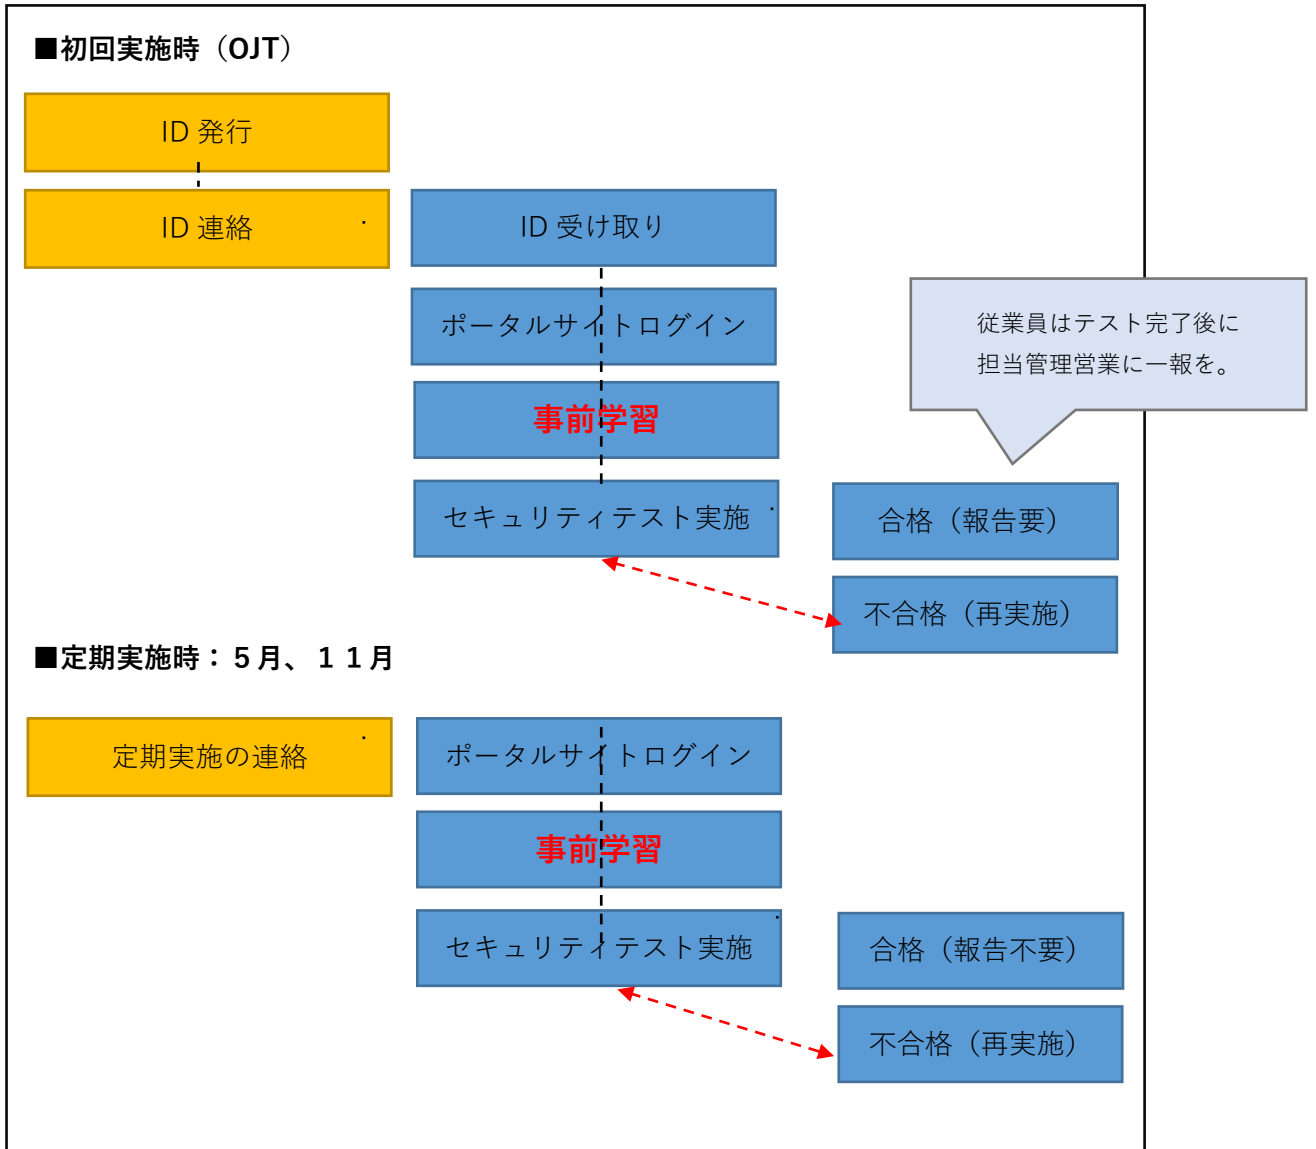 ■初回実施時（OJT）
ID 発行
ID 連絡
ID 受け取り
ポータルサイトログイン
従業員はテスト完了後に
担当管理営業に一報を。
事前学習
セキュリティテスト実施
合格（報告要）
不合格（再実施）
■定期実施時：５月、１１月
定期実施の連絡
ポータルサイトログイン
事前学習
セキュリティテスト実施
合格（報告不要）
不合格（再実施）